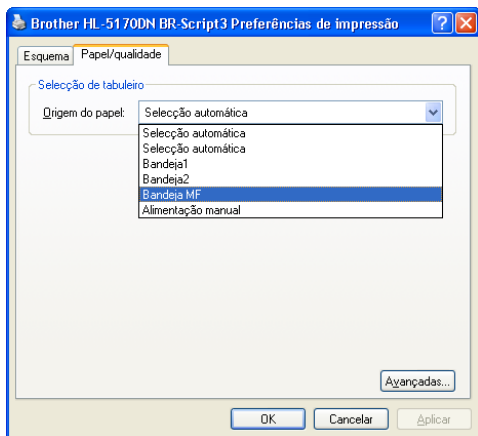 Brother HL-5170DN BR-Script3 Preferências de impressão
Esquema Papel/qualidade
Selecção de tabuleiro
Origem do papel: Selecção automática
Selecção automática
Selecção automática
Bandeja1
Bandeja2
Bandeja MF
Alimentação manual
Avançadas...
OK Cancelar Aplicar